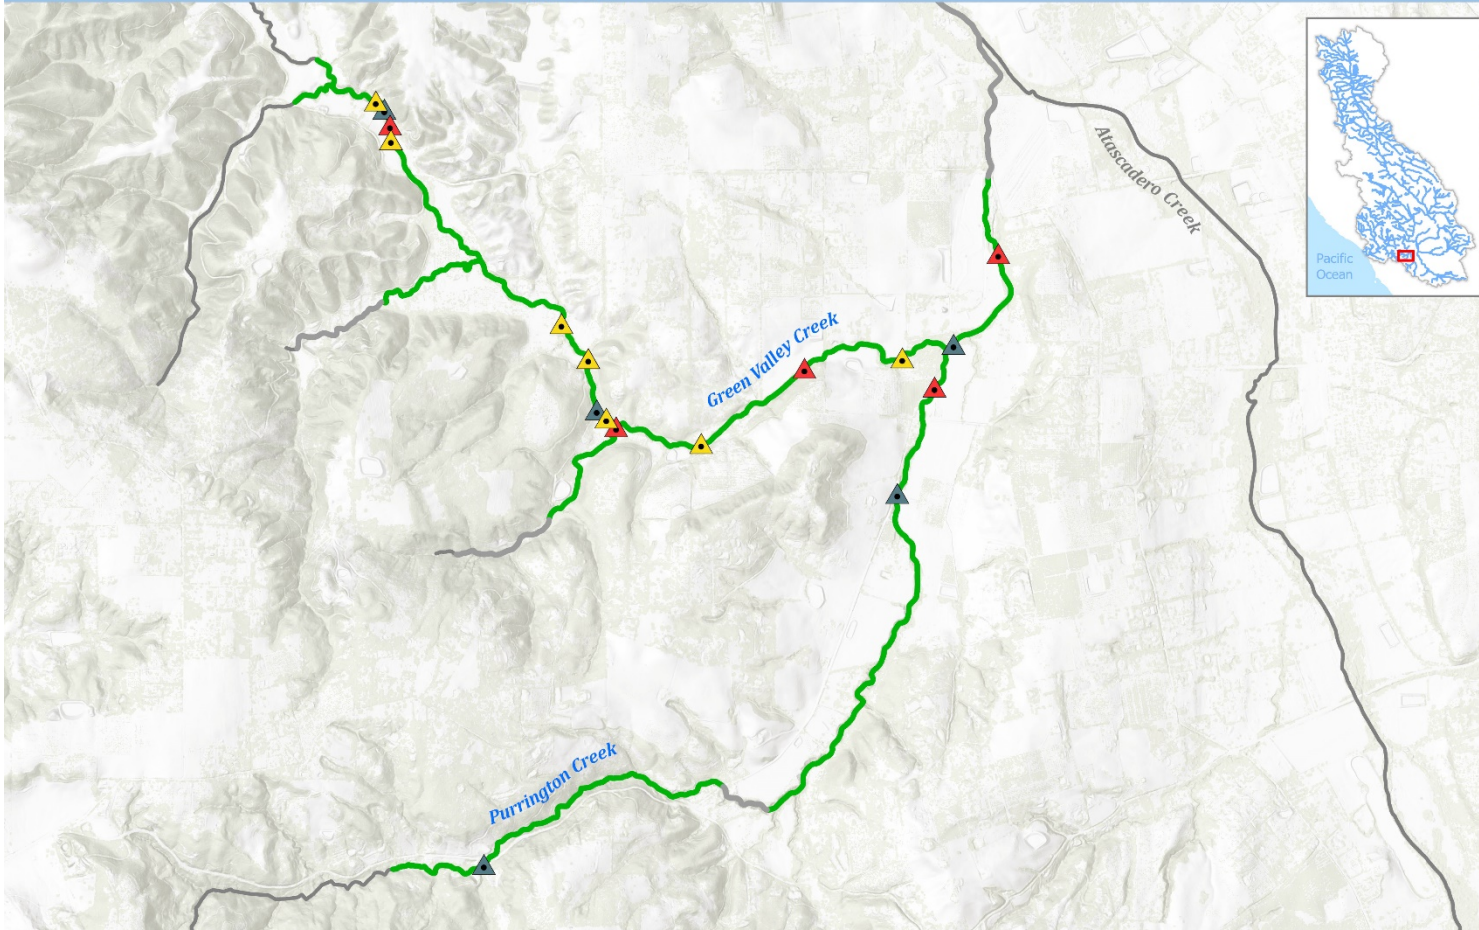 Atascadero Creek
Pacific
Ocean
Green Valley Creek
Purrington Creek